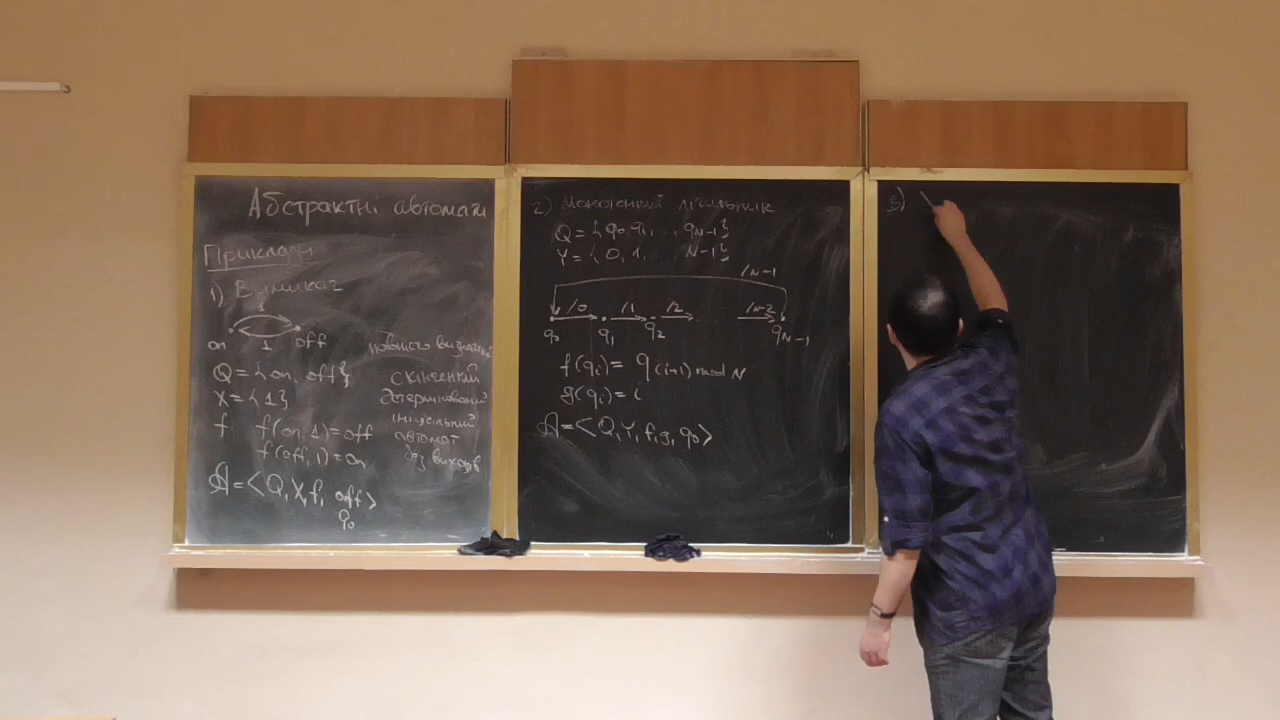 Абстрактні автомати
Приклади
1) Вимикач
1
on 1 off
Q = {on, off}
X = {1}
f f(on, 1) = off
f(off, 1) = on
A = <Q, X, f, off>
q₀
повністю визначений
скінченний
детермінований
ініціальний
автомат
без виходів
2) Монотонний лічильник
Q = {q₀, q₁, ... qN-1}
Y = {0, 1, ... N-1}
/N-1
/0 /1 /2 /N-2
q₀ q₁ q₂ qN-1
f(qᵢ) = q(i+1) mod N
g(qᵢ) = i
A = <Q, Y, f, g, q₀>
3)